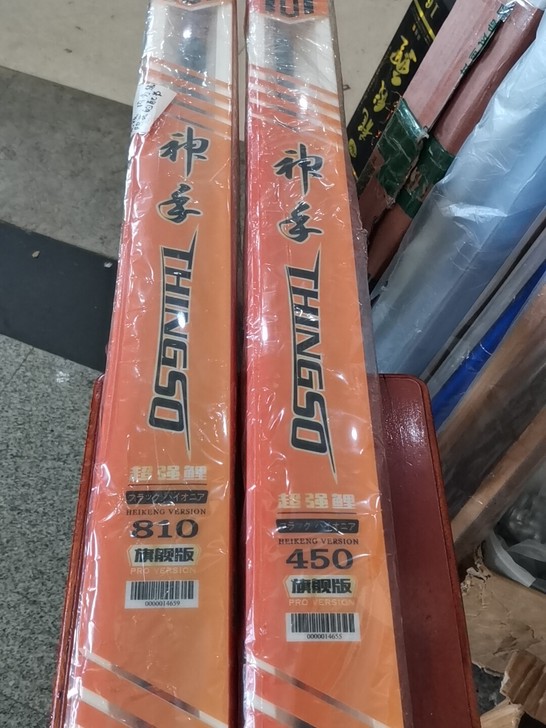 神手
THINGSO
超强鲤
ブラック パイオニア
HEIKENG VERSION
810
旗舰版
PRO VERSION
0000014659
神手
THINGSO
超强鲤
ブラック パイオニア
HEIKENG VERSION
450
旗舰版
PRO VERSION
0000014655